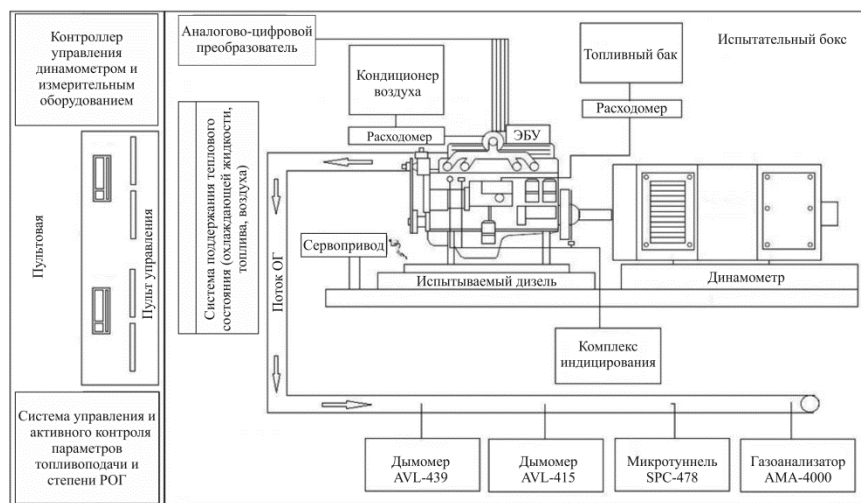 Контроллер
управления
динамометром и
измерительным
оборудованием
Пультовая
Пульт управления
Система управления и
активного контроля
параметров
топливоподачи и
степени РОГ
Аналогово-цифровой
преобразователь
Кондиционер
воздуха
Расходомер
ЭБУ
Топливный бак
Расходомер
Испытательный бокс
Система поддержания теплового
состояния (охлаждающей жидкости,
топлива, воздуха)
Поток ОГ
Сервопривод
Испытываемый дизель
Динамометр
Комплекс
индицирования
Дымомер
AVL-439
Дымомер
AVL-415
Микротуннель
SPC-478
Газоанализатор
AMA-4000